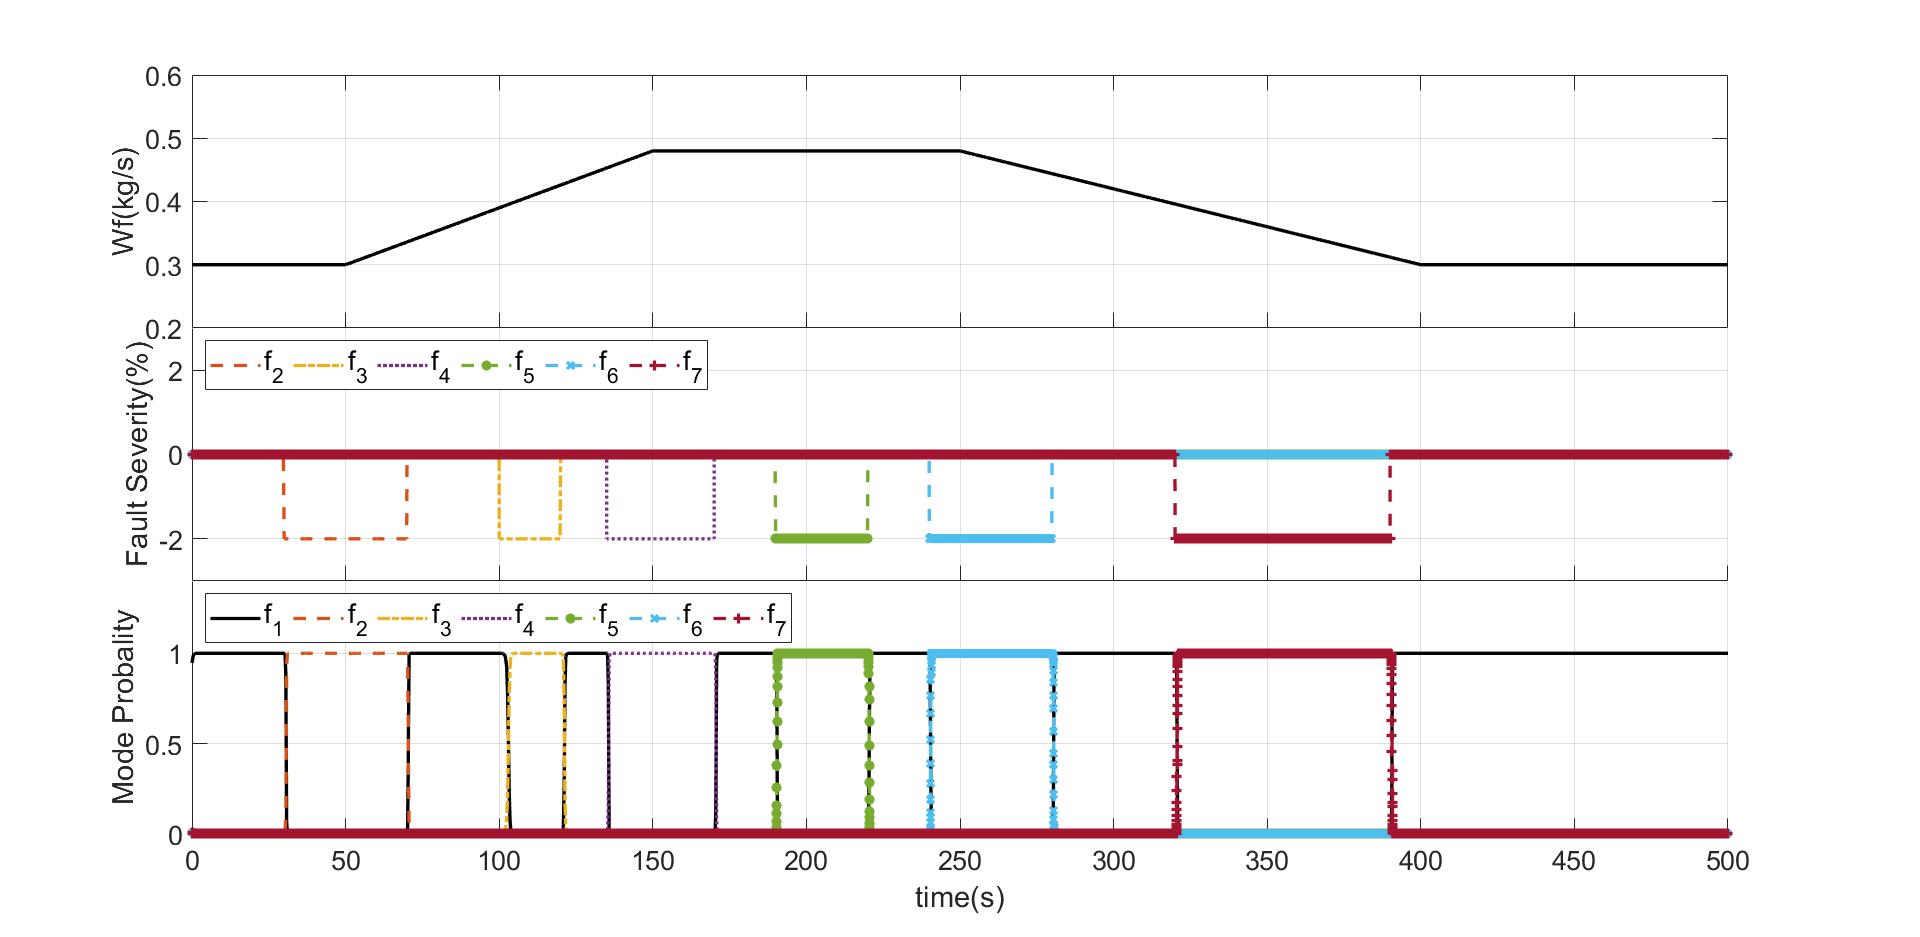 0.6
0.5
0.4
0.3
0.2
Wf(kg/s)
f2 f3 f4 f5 f6 f7
2
0
-2
Fault Severity(%)
f1 f2 f3 f4 f5 f6 f7
1
0.5
0
Mode Probality
0 50 100 150 200 250 300 350 400 450 500
time(s)